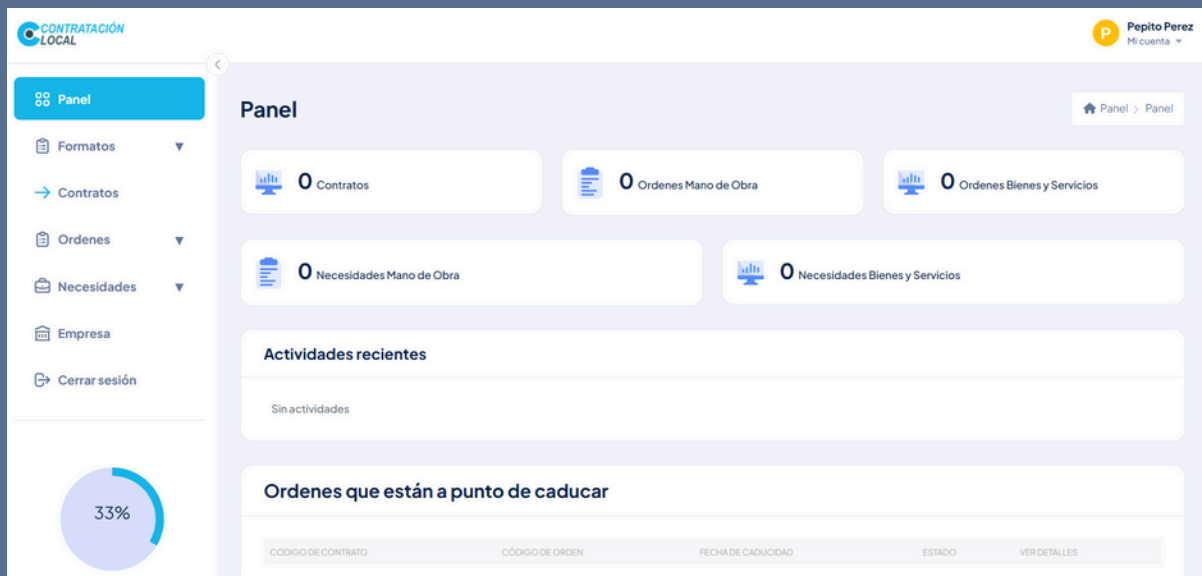 CONTRATACIÓN
LOCAL
P
Pepito Perez
Mi cuenta
Panel
Formatos
Contratos
Ordenes
Necesidades
Empresa
Cerrar sesión
33%
Panel
Panel > Panel
0 Contratos
0 Ordenes Mano de Obra
0 Ordenes Bienes y Servicios
0 Necesidades Mano de Obra
0 Necesidades Bienes y Servicios
Actividades recientes
Sin actividades
Ordenes que están a punto de caducar
CODIGO DE CONTRATO CÓDIGO DE ORDEN FECHA DE CADUCIDAD ESTADO VER DETALLES